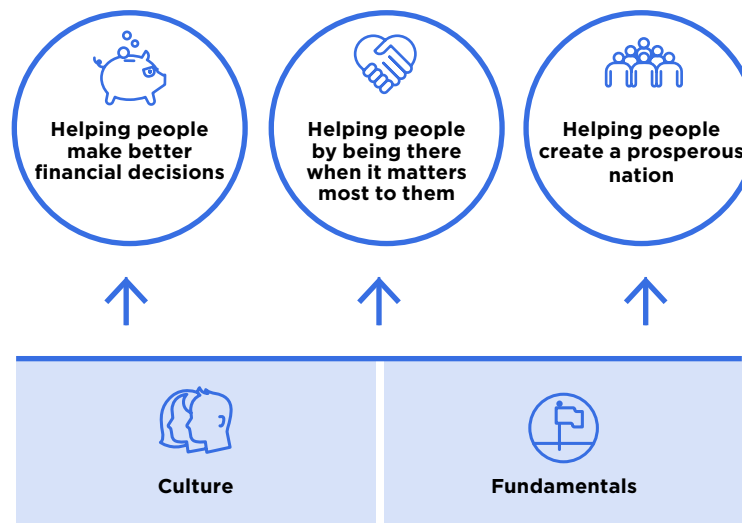 Helping people
make better
financial decisions
Helping people
by being there
when it matters
most to them
Helping people
create a prosperous
nation
Culture
Fundamentals